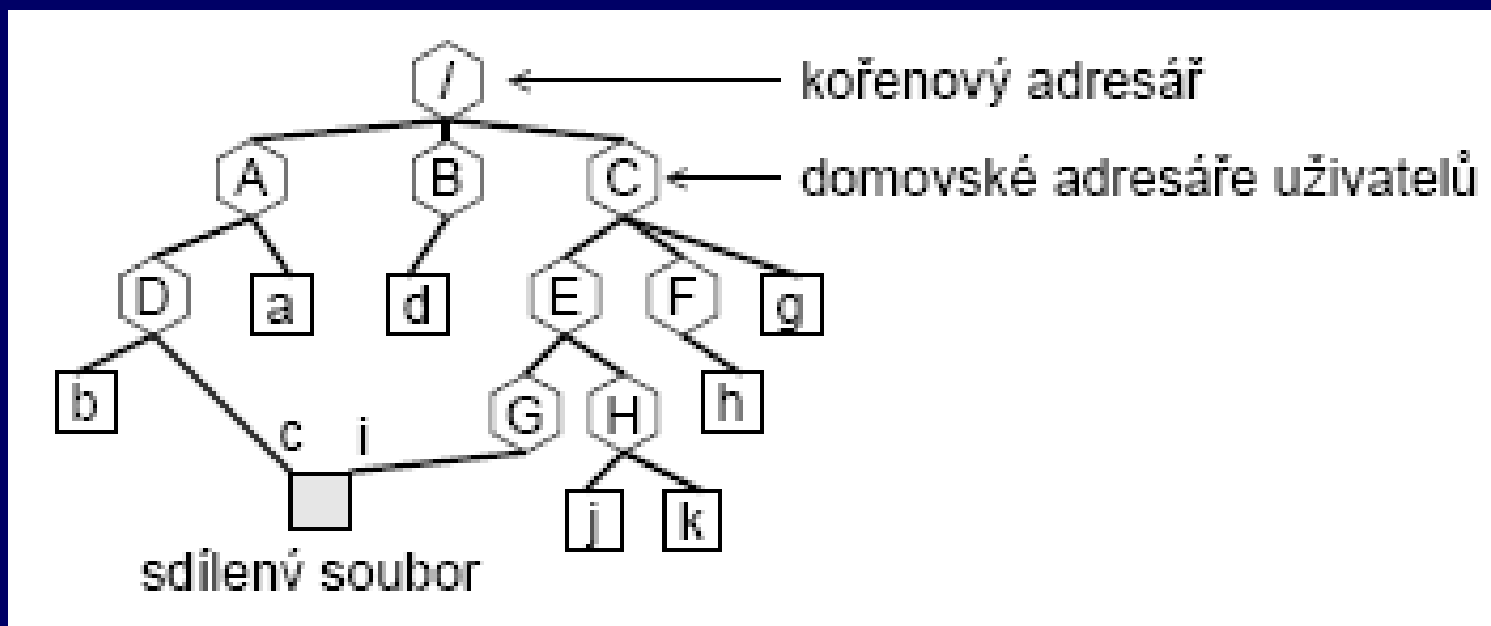 /
kořenový adresář
A B C
domovské adresáře uživatelů
D a d E F g
b G H h
c i
j k
sdílený soubor